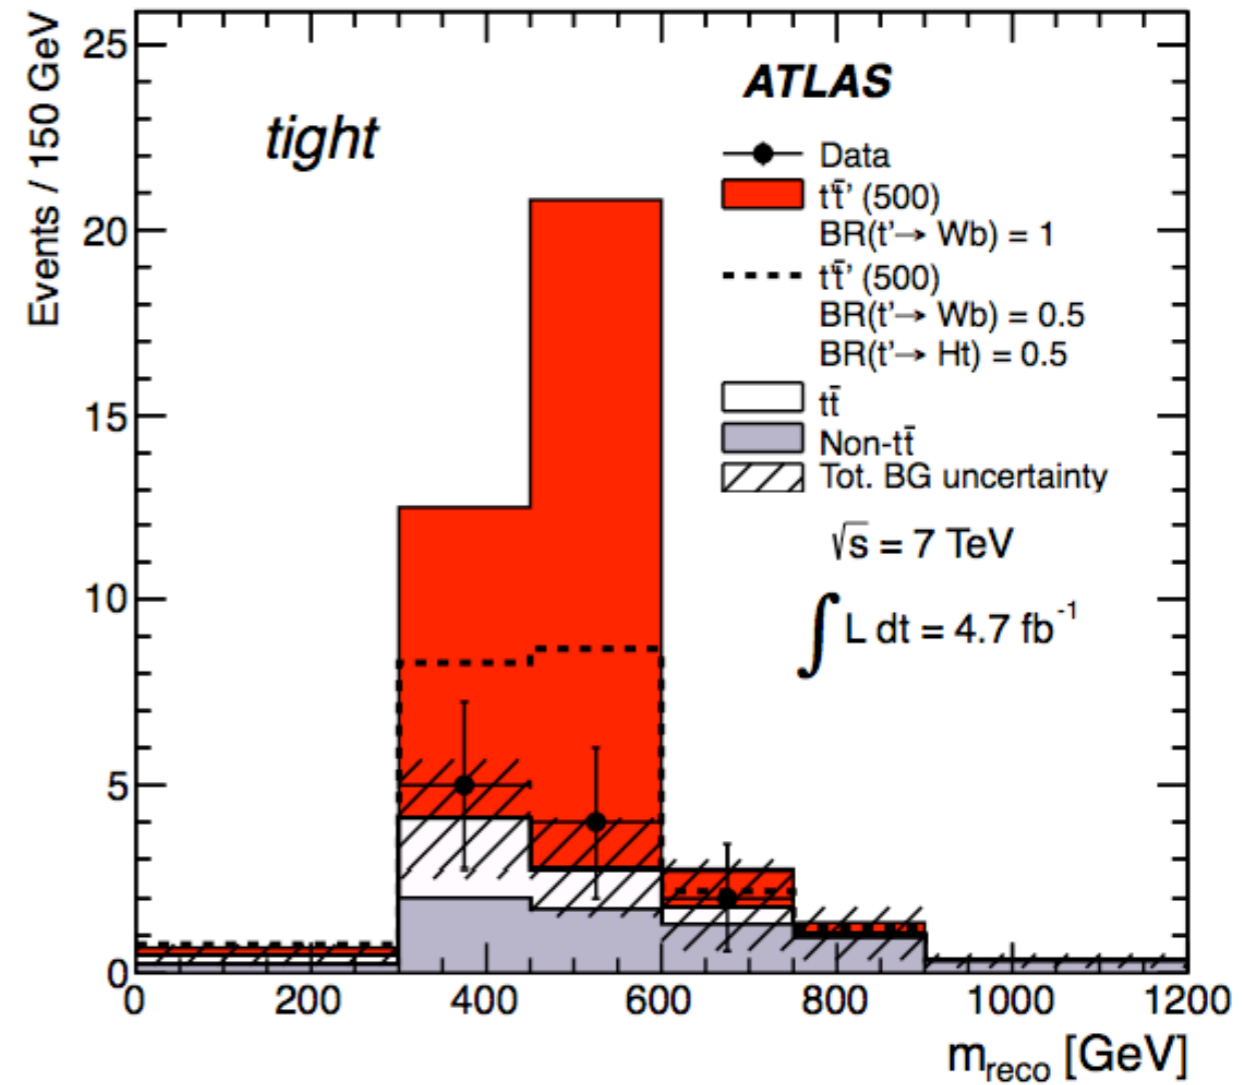 Events / 150 GeV
25
20
15
10
5
0
tight
ATLAS
Data
tt̄' (500)
BR(t'→ Wb) = 1
tt̄' (500)
BR(t'→ Wb) = 0.5
BR(t'→ Ht) = 0.5
tt̄
Non-tt̄
Tot. BG uncertainty
√s = 7 TeV
∫ L dt = 4.7 fb⁻¹
0 200 400 600 800 1000 1200
m_reco [GeV]